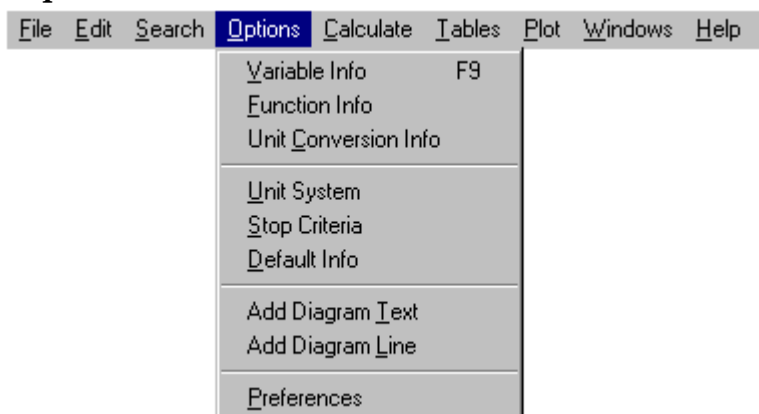 File Edit Search Options Calculate Tables Plot Windows Help
Variable Info F9
Function Info
Unit Conversion Info
Unit System
Stop Criteria
Default Info
Add Diagram Text
Add Diagram Line
Preferences